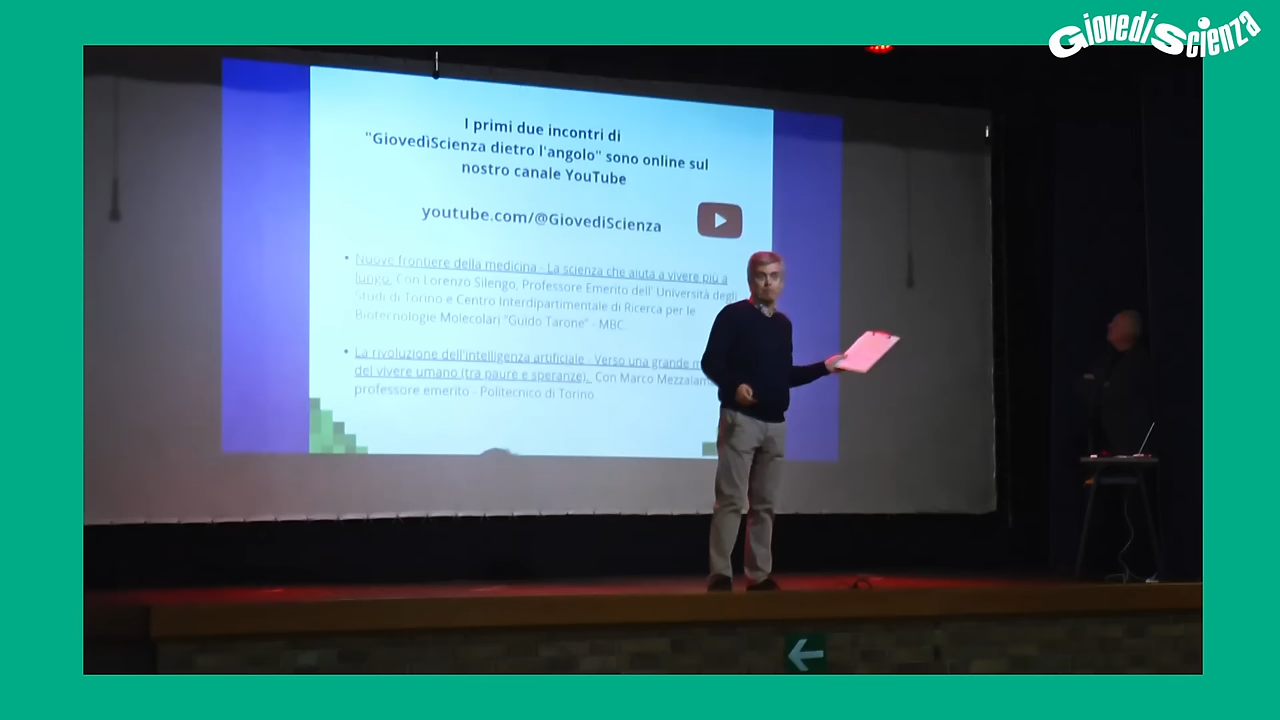 GiovedìScienza
I primi due incontri di
"GiovedìScienza dietro l'angolo" sono online sul
nostro canale YouTube
youtube.com/@GiovediScienza
• Nuove frontiere della medicina - La scienza che aiuta a vivere più a
lungo. Con Lorenzo Silengo, Professore Emerito dell' Università degli
Studi di Torino e Centro Interdipartimentale di Ricerca per le
Biotecnologie Molecolari "Guido Tarone" - MBC.
• La rivoluzione dell'intelligenza artificiale - Verso una grande
del vivere umano (tra paure e speranze). Con Marco
professore emerito - Politecnico di Torino